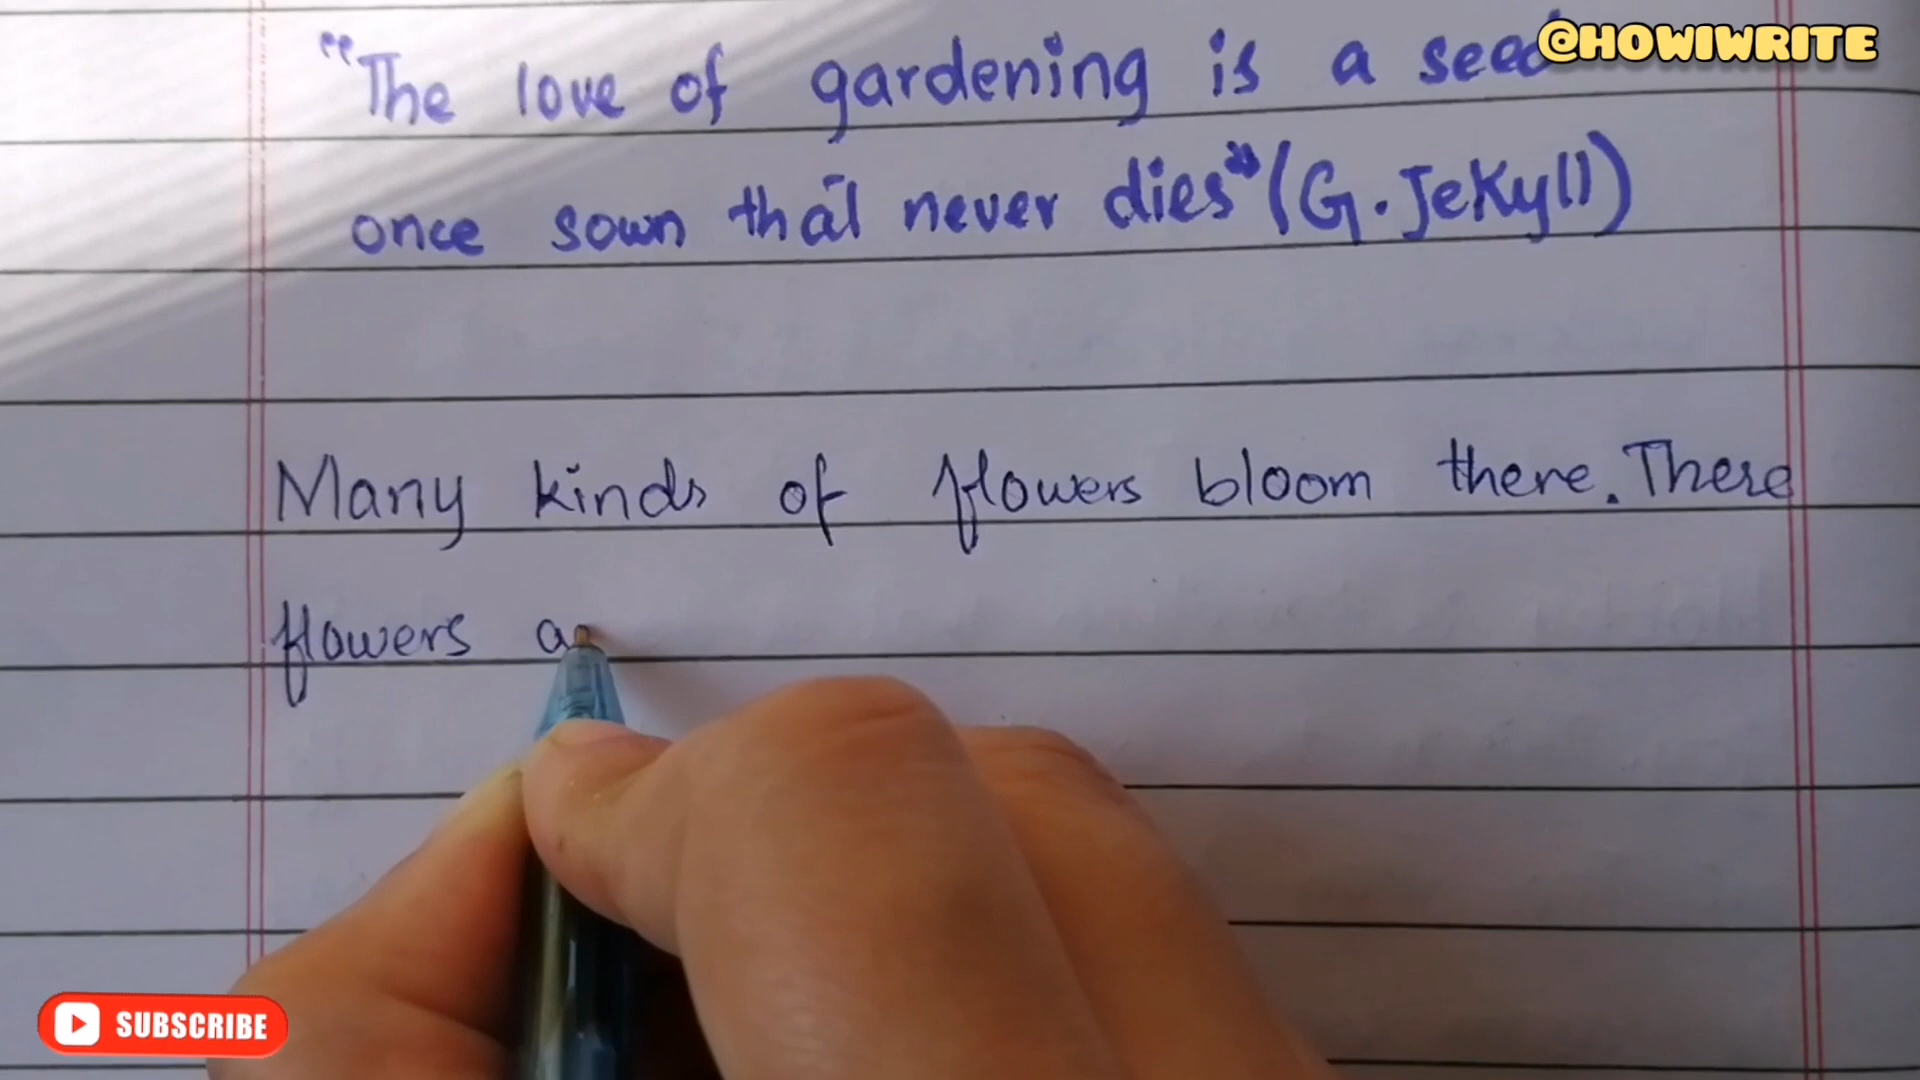 @HOWIWRITE
"The love of gardening is a seed
once sown that never dies" (G. Jekyll)
Many kinds of flowers bloom there. There
flowers
SUBSCRIBE